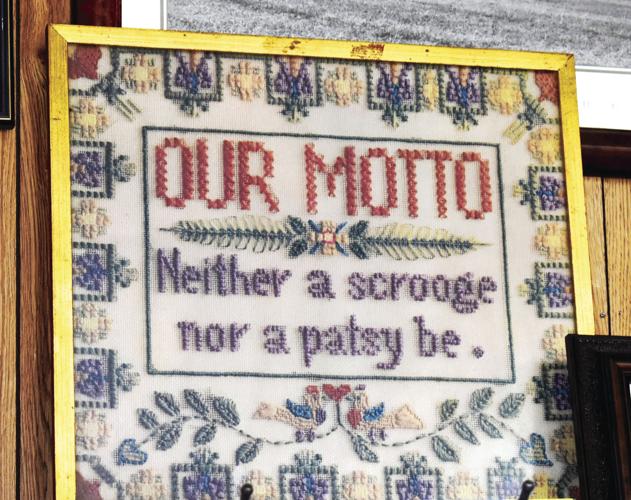 OUR MOTTO
Neither a scrooge
nor a patsy be.